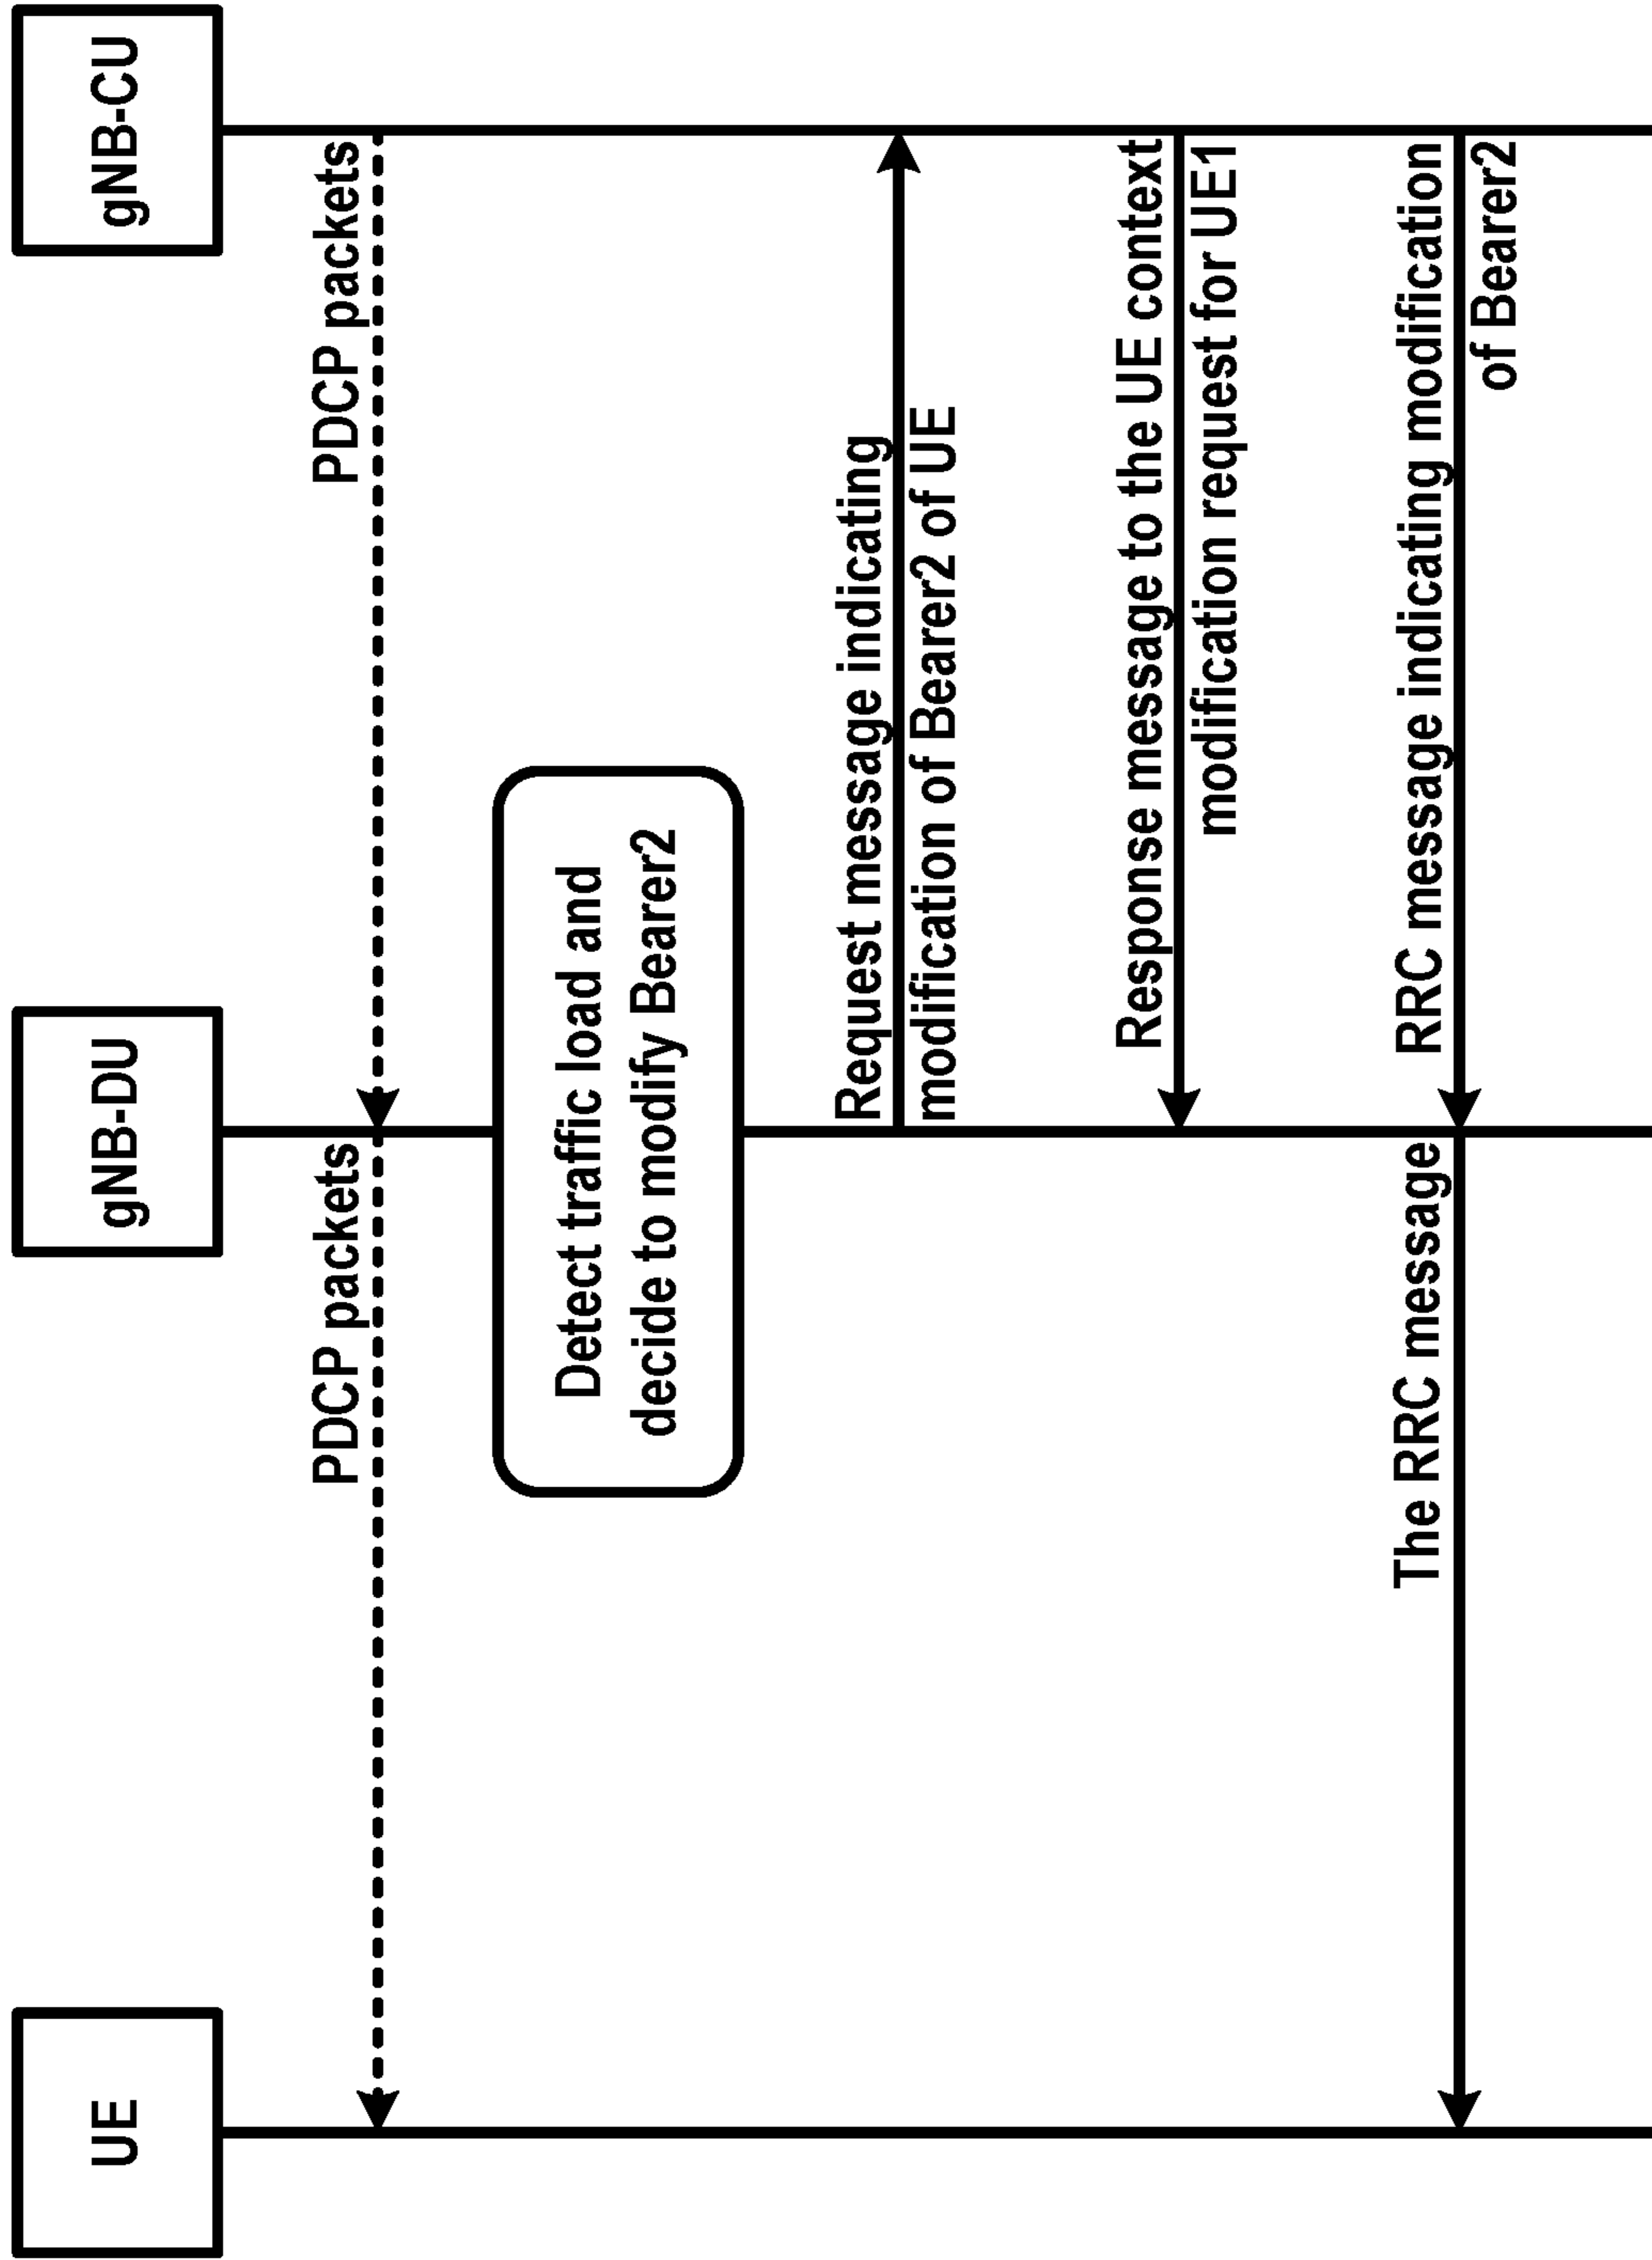 UE
gNB-DU
gNB-CU
PDCP packets
PDCP packets
Detect traffic load and
decide to modify Bearer2
Request message indicating
modification of Bearer2 of UE
Response message to the UE context
modification request for UE1
The RRC message
RRC message indicating modification
of Bearer2